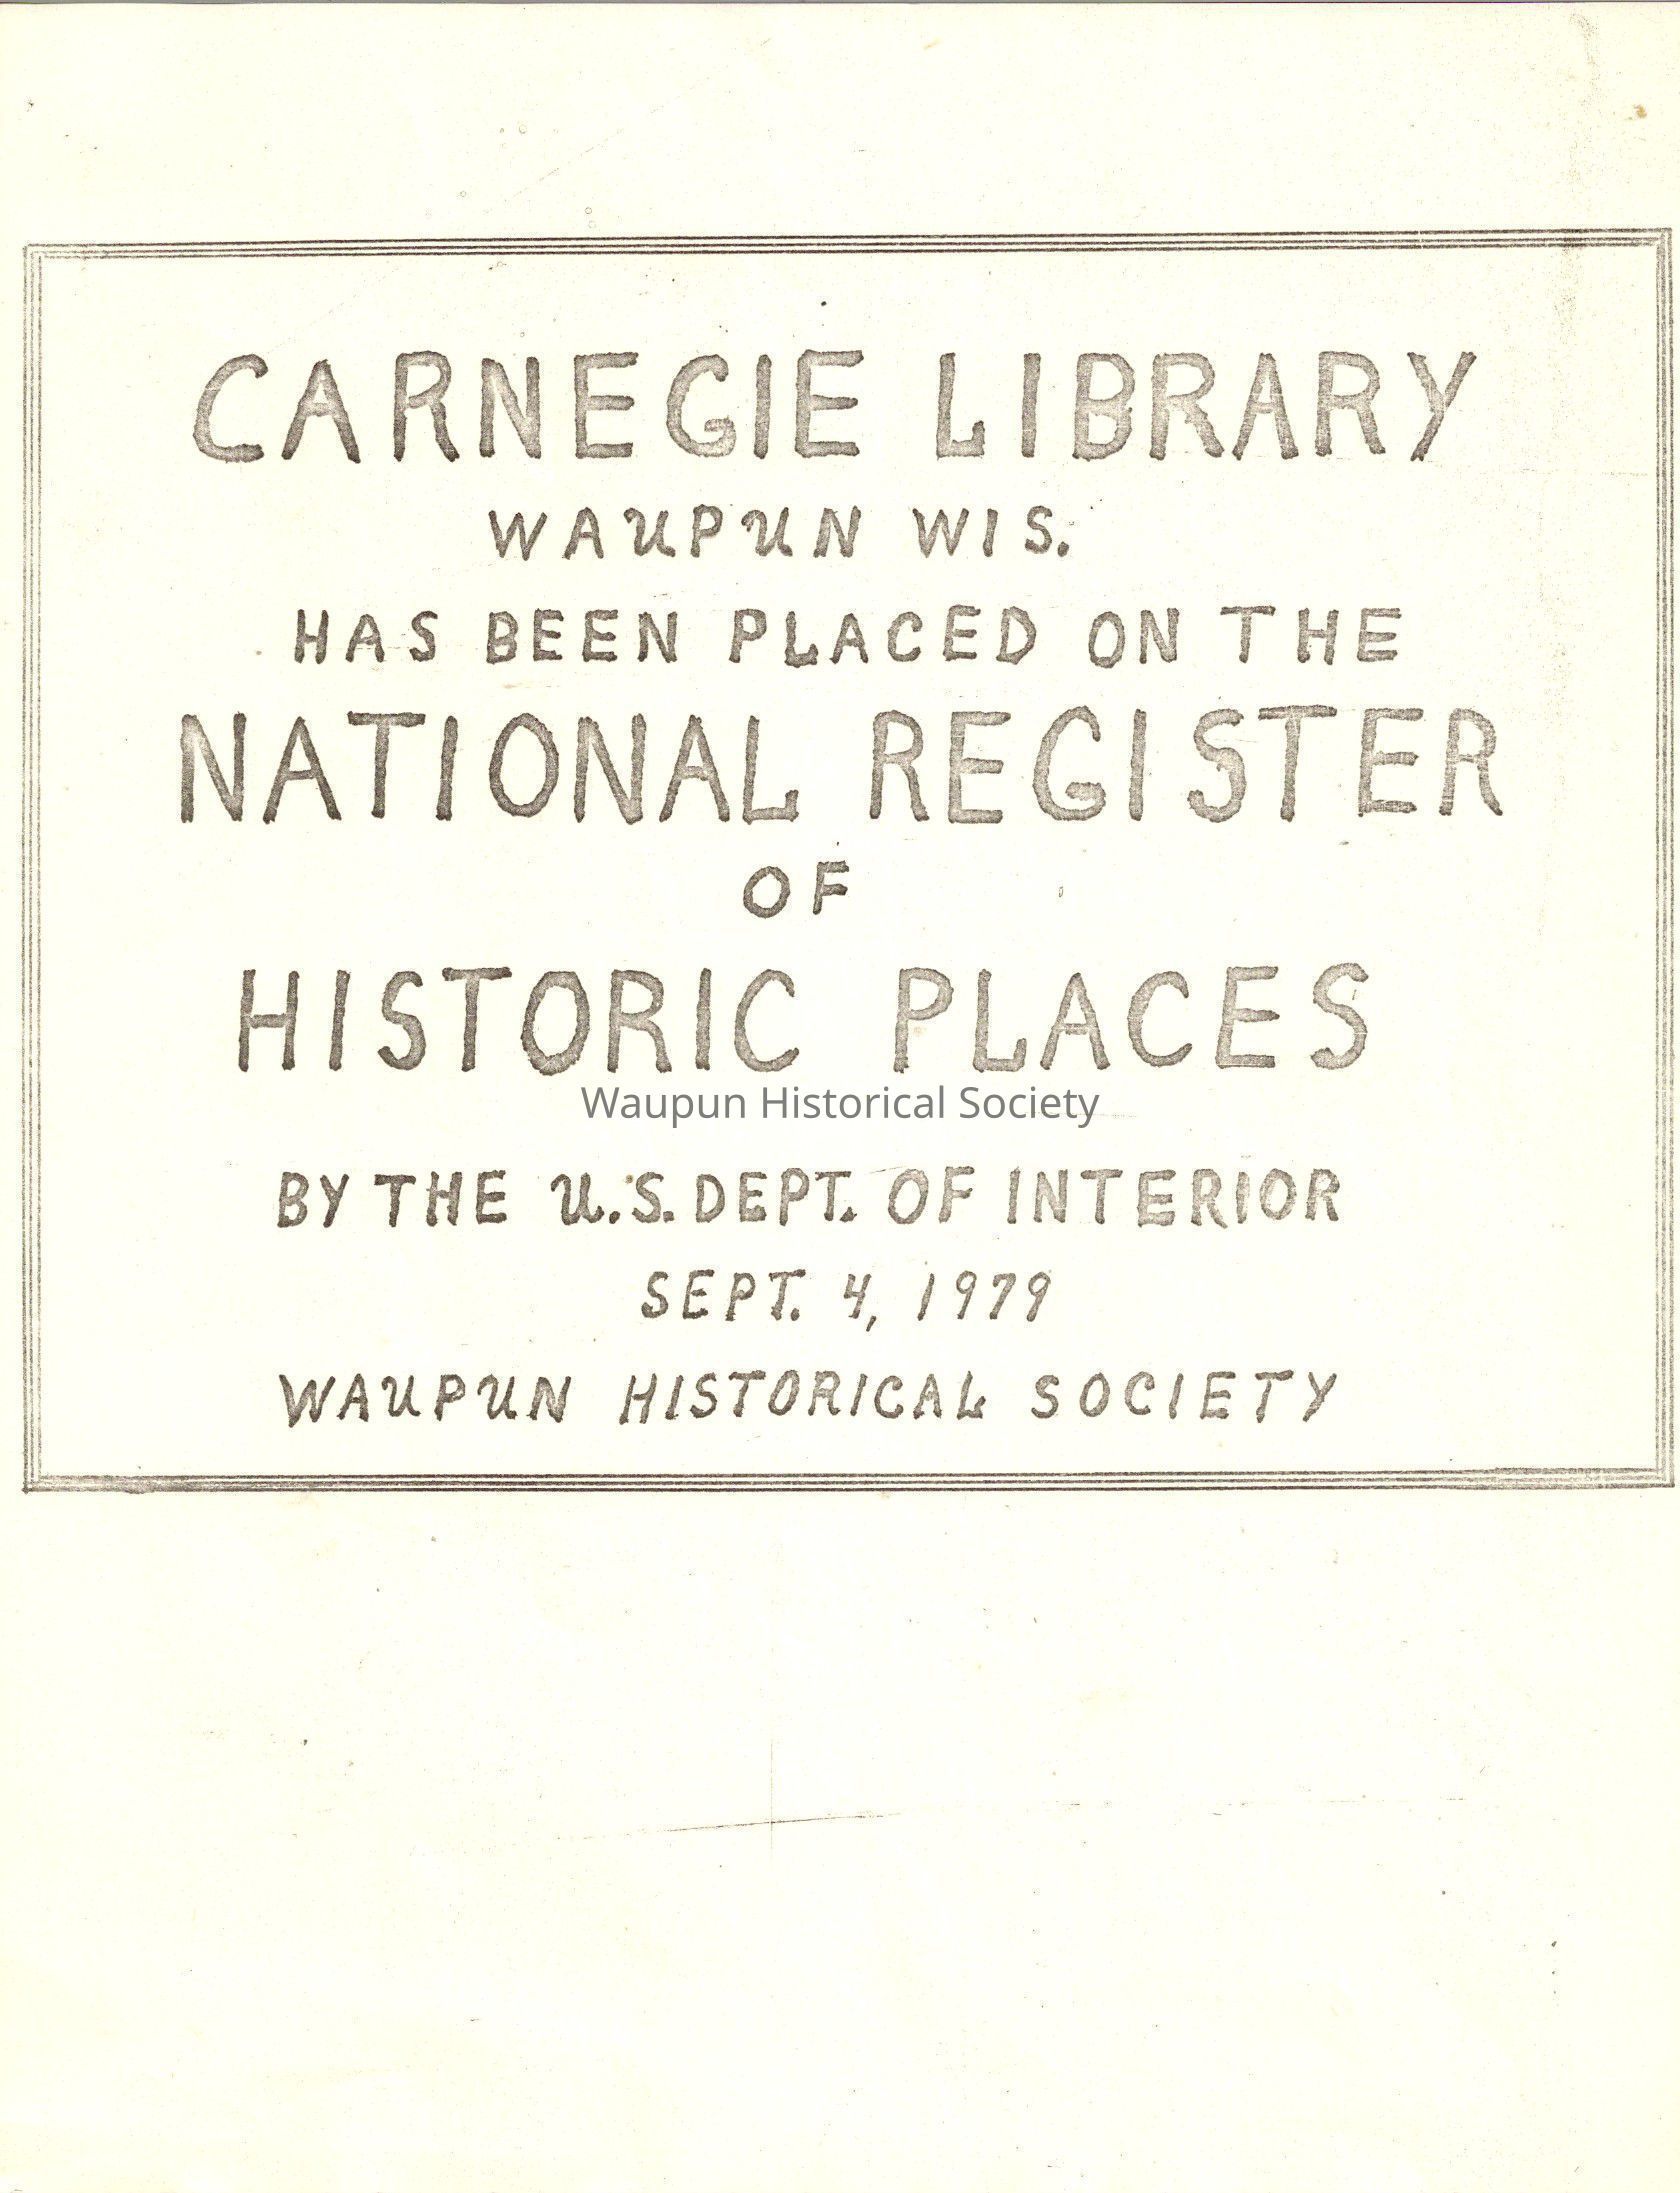 CARNEGIE LIBRARY
WAUPUN WIS.
HAS BEEN PLACED ON THE
NATIONAL REGISTER
OF
HISTORIC PLACES
Waupun Historical Society
BY THE U.S. DEPT. OF INTERIOR
SEPT. 4, 1979
WAUPUN HISTORICAL SOCIETY